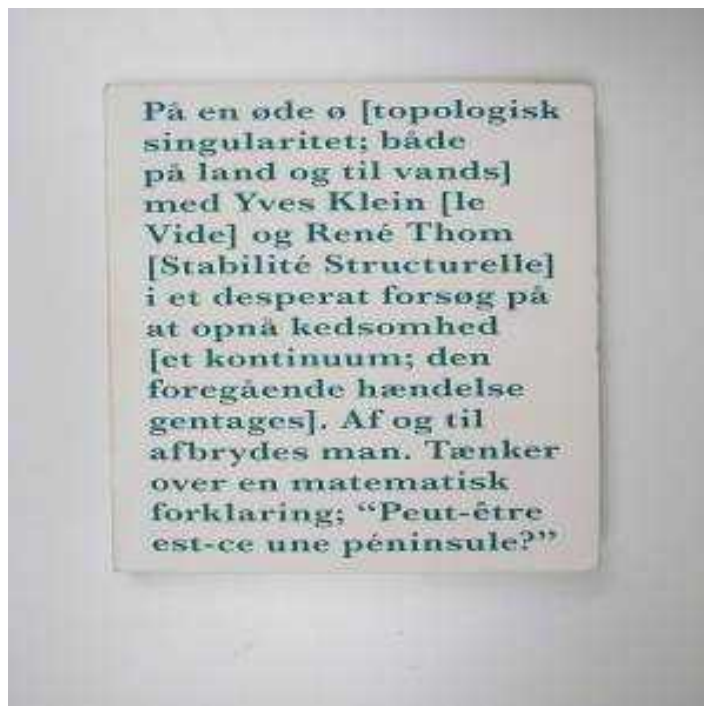 På en øde ø [topologisk
singularitet; både
på land og til vands]
med Yves Klein [le
Vide] og René Thom
[Stabilité Structurelle]
i et desperat forsøg på
at opnå kedsomhed
[et kontinuum; den
foregående hændelse
gentages]. Af og til
afbrydes man. Tænker
over en matematisk
forklaring; “Peut-être
est-ce une péninsule?”